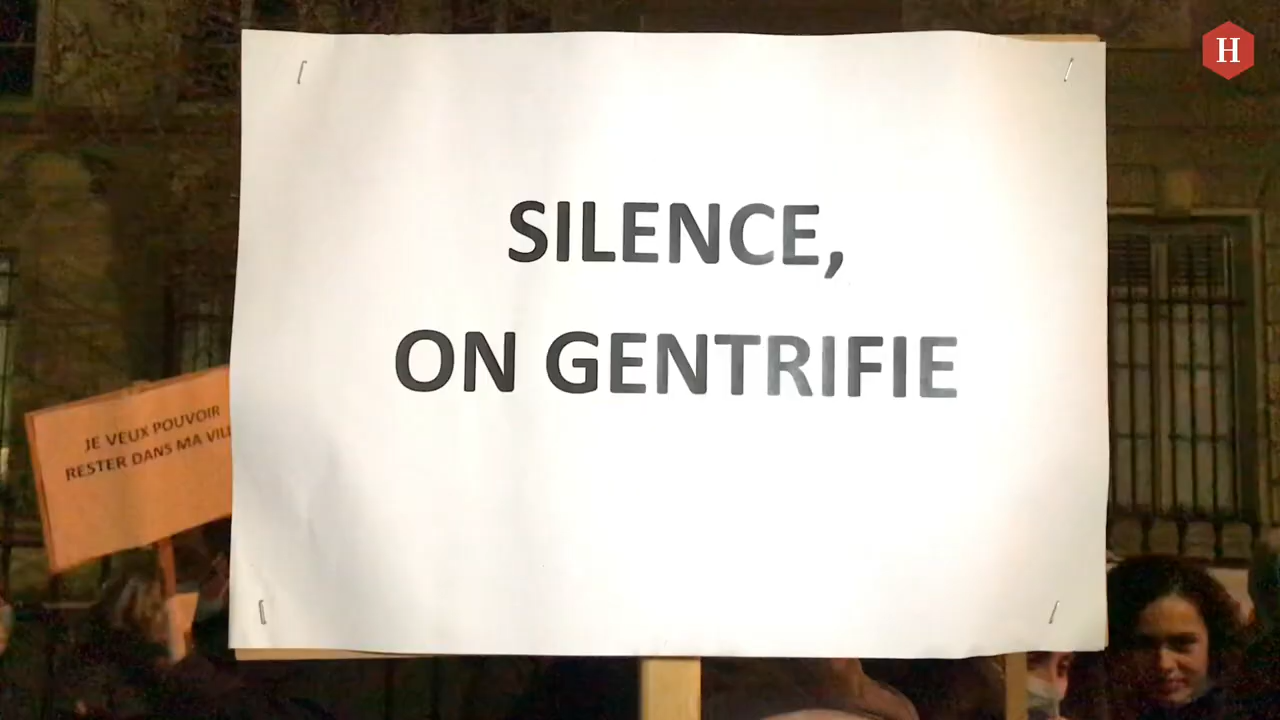 SILENCE,
ON GENTRIFIE
JE VEUX POUVOIR
RESTER DANS MA
H